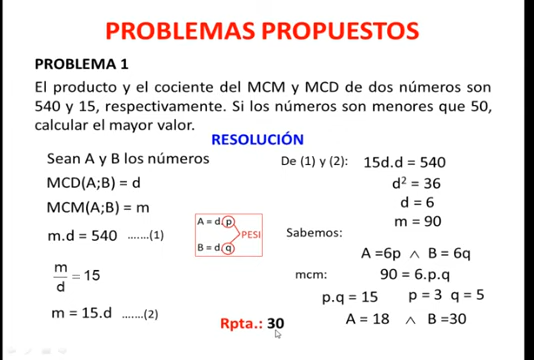 PROBLEMAS PROPUESTOS
PROBLEMA 1
El producto y el cociente del MCM y MCD de dos números son
540 y 15, respectivamente. Si los números son menores que 50,
calcular el mayor valor.
RESOLUCIÓN
Sean A y B los números
MCD(A;B) = d
MCM(A;B) = m
m.d = 540 .......(1)
m/d = 15
m = 15.d .......(2)
A = d.p
PESI
B = d.q
De (1) y (2): 15d.d = 540
d² = 36
d = 6
m = 90
Sabemos:
A =6p ∧ B = 6q
mcm: 90 = 6.p.q
p.q = 15 p = 3 q = 5
A = 18 ∧ B =30
Rpta.: 30